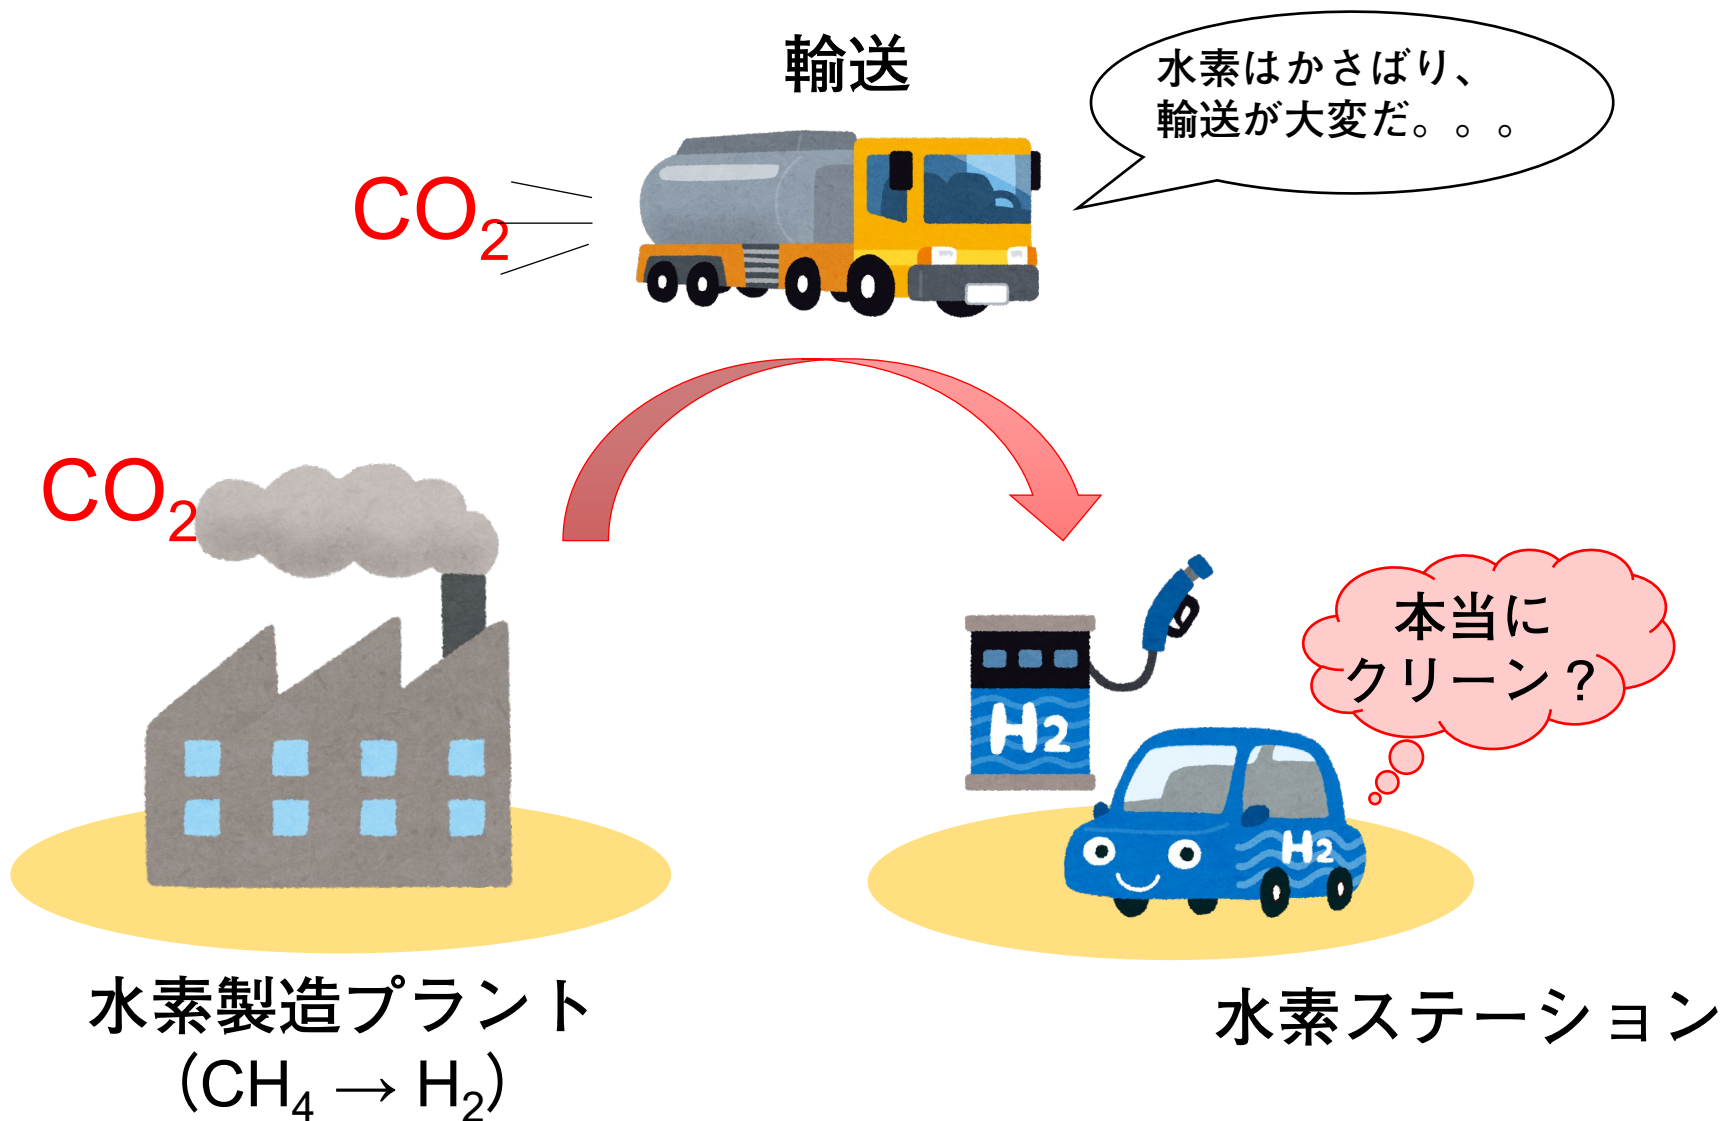 輸送
水素はかさばり、
輸送が大変だ。。。
CO₂
CO₂
本当に
クリーン？
H₂
H₂
水素製造プラント
（CH₄ → H₂）
水素ステーション